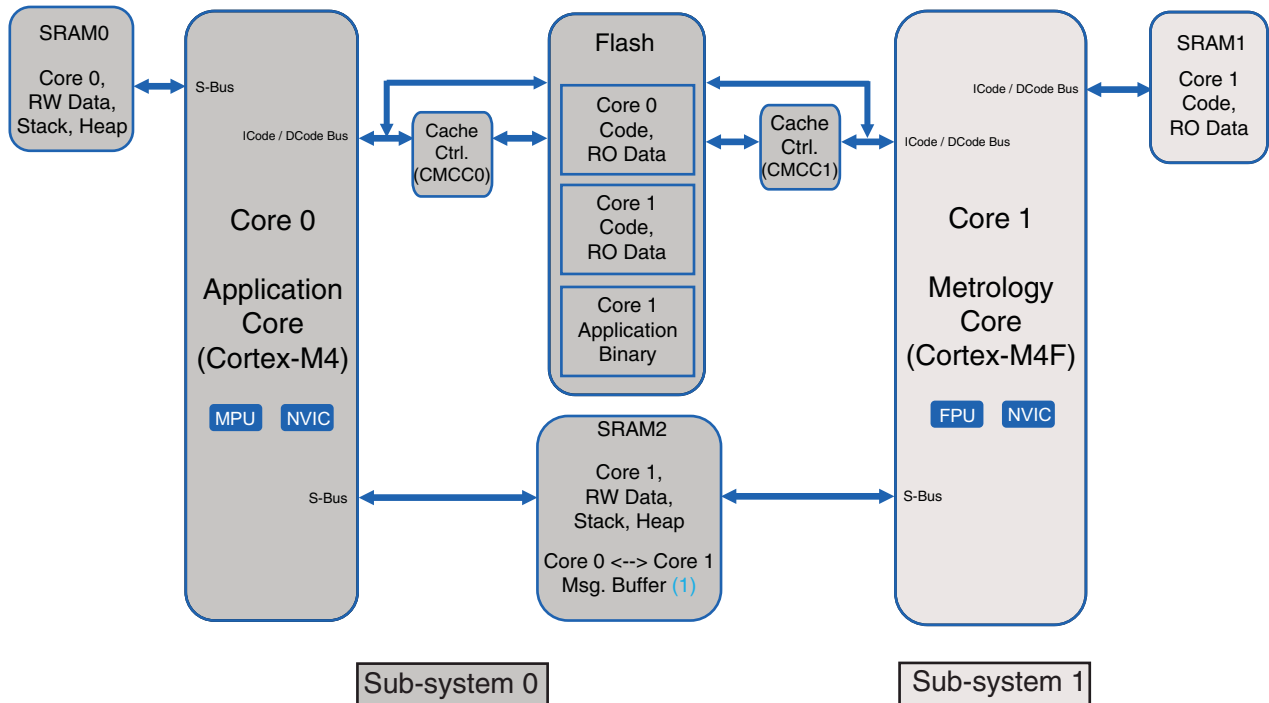 SRAM0
Core 0,
RW Data,
Stack, Heap
S-Bus
ICode / DCode Bus
Core 0
Application
Core
(Cortex-M4)
MPU
NVIC
S-Bus
Cache
Ctrl.
(CMCC0)
Flash
Core 0
Code,
RO Data
Core 1
Code,
RO Data
Core 1
Application
Binary
SRAM2
Core 1,
RW Data,
Stack, Heap
Core 0 <--> Core 1
Msg. Buffer (1)
Cache
Ctrl.
(CMCC1)
ICode / DCode Bus
ICode / DCode Bus
Core 1
Metrology
Core
(Cortex-M4F)
FPU
NVIC
S-Bus
SRAM1
Core 1
Code,
RO Data
Sub-system 0
Sub-system 1